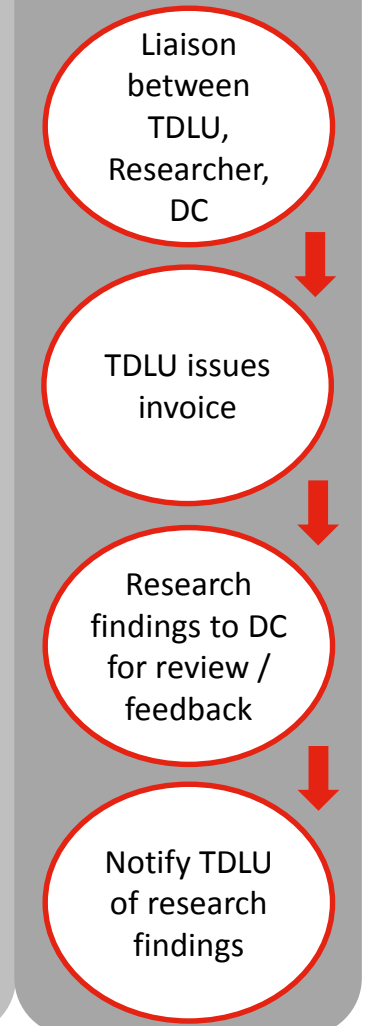 Liaison
between
TDLU,
Researcher,
DC
TDLU issues
invoice
Research
findings to DC
for review /
feedback
Notify TDLU
of research
findings